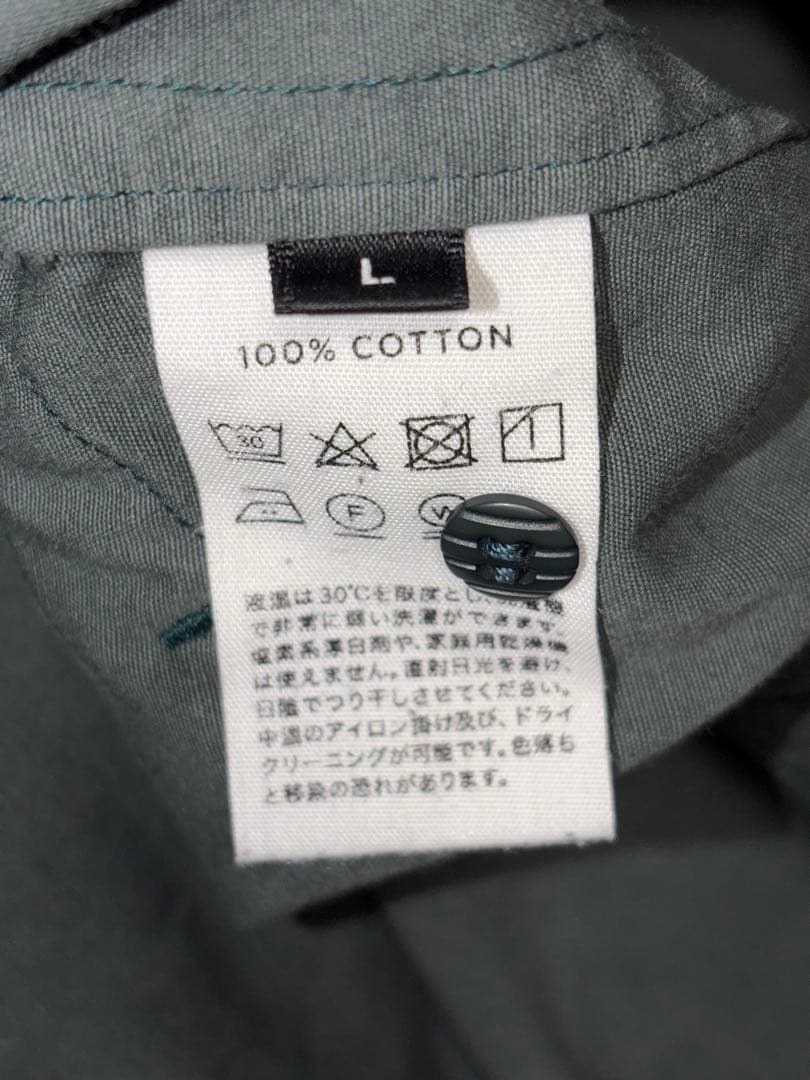 L
100% COTTON
30
F
W
液温は30℃を限度とし、洗濯機
で非常に弱い洗濯ができます。
塩素系漂白剤や、家庭用乾燥機
は使えません。直射日光を避け、
日陰でつり干しさせてください。
中温のアイロン掛け及び、ドライ
クリーニングが可能です。色落ち
と移染の恐れがあります。